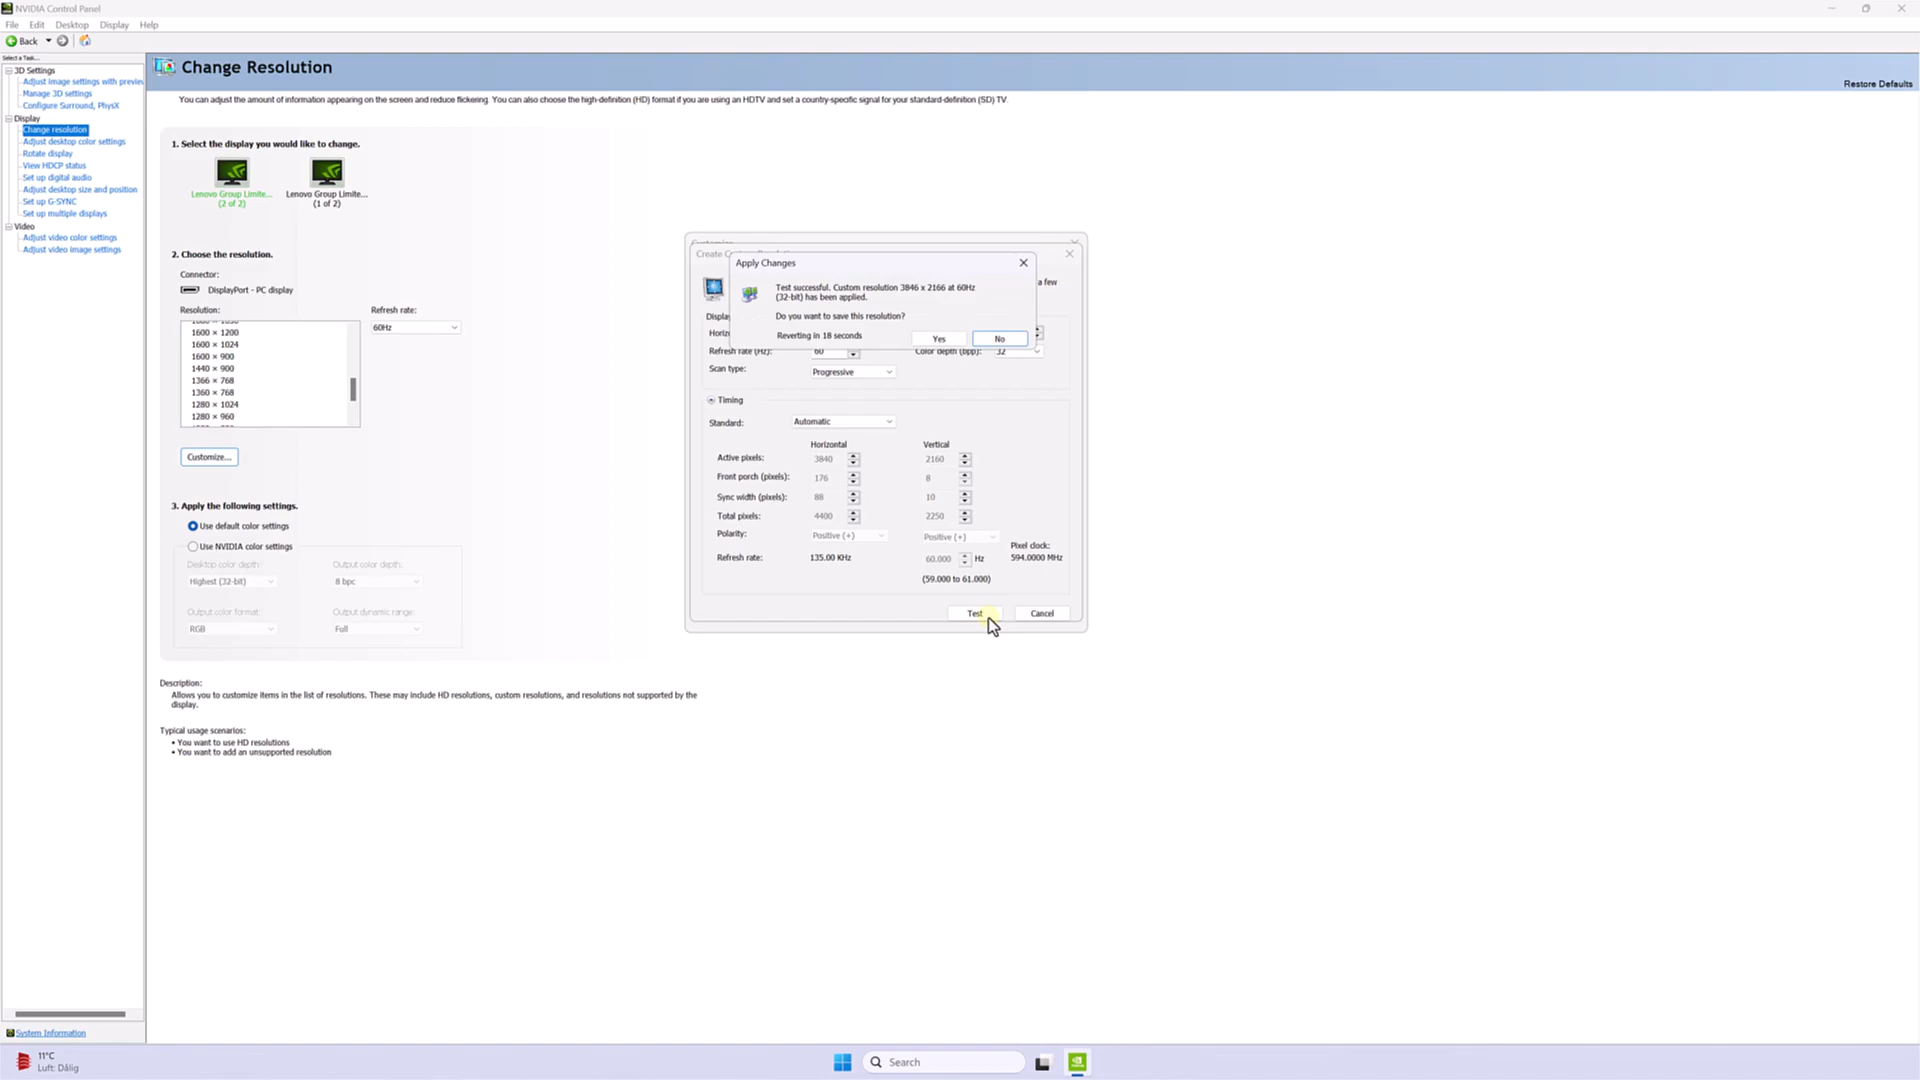 NVIDIA Control Panel
File Edit Desktop Display Help
Back
Select a Task...
3D Settings
Adjust image settings with preview
Manage 3D settings
Configure Surround, PhysX
Display
Change resolution
Adjust desktop color settings
Rotate display
View HDCP status
Set up digital audio
Adjust desktop size and position
Set up G-SYNC
Set up multiple displays
Video
Adjust video color settings
Adjust video image settings
System Information
Change Resolution
Restore Defaults
You can adjust the amount of information appearing on the screen and reduce flickering. You can also choose the high-definition (HD) format if you are using an HDTV and set a country-specific signal for your standard-definition (SD) TV.
1. Select the display you would like to change.
Lenovo Group Limite... Lenovo Group Limite...
(2 of 2) (1 of 2)
2. Choose the resolution.
Connector:
DisplayPort - PC display
Resolution: Refresh rate:
60Hz
1600 × 1200
1600 × 1024
1600 × 900
1440 × 900
1366 × 768
1360 × 768
1280 × 1024
1280 × 960
Customize...
3. Apply the following settings.
Use default color settings
Use NVIDIA color settings
Desktop color depth: Output color depth:
Highest (32-bit) 8 bpc
Output color format: Output dynamic range:
RGB Full
Description:
Allows you to customize items in the list of resolutions. These may include HD resolutions, custom resolutions, and resolutions not supported by the
display.
Typical usage scenarios:
• You want to use HD resolutions
• You want to add an unsupported resolution
Create C
a few
Apply Changes
Test successful. Custom resolution 3846 x 2166 at 60Hz
(32-bit) has been applied.
Do you want to save this resolution?
Reverting in 18 seconds Yes No
Display
Horizo
Refresh rate (Hz): 60 Color depth (bpp): 32
Scan type: Progressive
Timing
Standard: Automatic
Horizontal Vertical
Active pixels: 3840 2160
Front porch (pixels): 176 8
Sync width (pixels): 88 10
Total pixels: 4400 2250
Polarity: Positive (+) Positive (+)
Pixel clock:
Refresh rate: 135.00 KHz 60.000 Hz 594.0000 MHz
(59.000 to 61.000)
Test Cancel
11°C
Luft: Dålig
Search